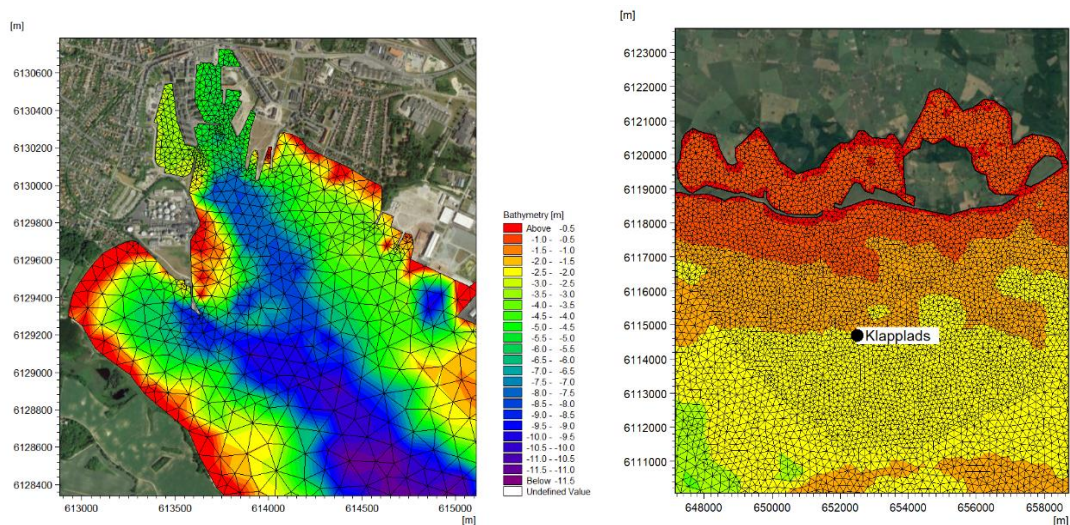 [m]
6130600
6130400
6130200
6130000
6129800
6129600
6129400
6129200
6129000
6128800
6128600
6128400
613000
613500
614000
614500
615000
[m]
Bathymetry [m]
Above -0.5
-1.0 - -0.5
-1.5 - -1.0
-2.0 - -1.5
-2.5 - -2.0
-3.0 - -2.5
-3.5 - -3.0
-4.0 - -3.5
-4.5 - -4.0
-5.0 - -4.5
-5.5 - -5.0
-6.0 - -5.5
-6.5 - -6.0
-7.0 - -6.5
-7.5 - -7.0
-8.0 - -7.5
-8.5 - -8.0
-9.0 - -8.5
-9.5 - -9.0
-10.0 - -9.5
-10.5 - -10.0
-11.0 - -10.5
-11.5 - -11.0
Below -11.5
Undefined Value
[m]
6123000
6122000
6121000
6120000
6119000
6118000
6117000
6116000
6115000
6114000
6113000
6112000
6111000
Klapplads
648000
650000
652000
654000
656000
658000
[m]